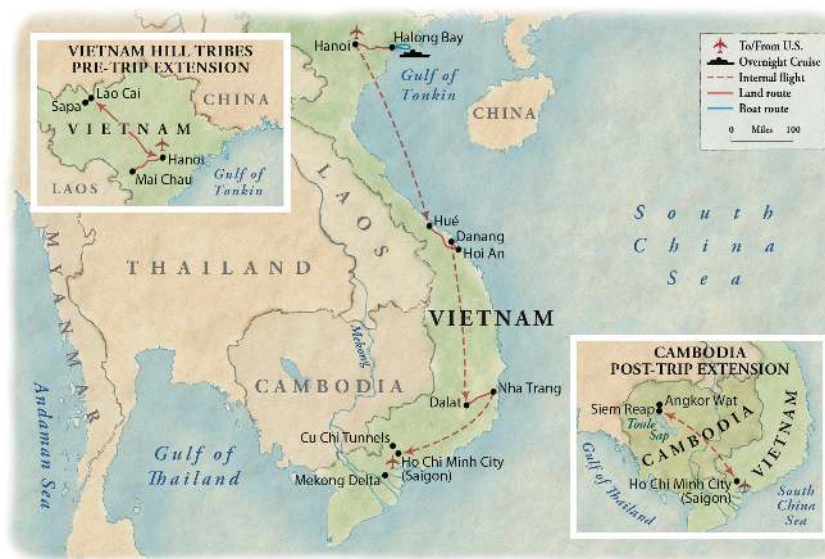 VIETNAM HILL TRIBES
PRE-TRIP EXTENSION
Lao Cai
Sapa
CHINA
VIETNAM
Hanoi
Mai Chau
LAOS
Gulf of
Tonkin
Hanoi
Halong Bay
Gulf of
Tonkin
CHINA
To/From U.S.
Overnight Cruise
Internal flight
Land route
Boat route
0 Miles 100
LAOS
Hué
Danang
Hoi An
South
China
Sea
MYANMAR
THAILAND
VIETNAM
Mekong
CAMBODIA
Nha Trang
Dalat
Andaman Sea
Gulf of
Thailand
Cu Chi Tunnels
Ho Chi Minh City
(Saigon)
Mekong Delta
CAMBODIA
POST-TRIP EXTENSION
Angkor Wat
Siem Reap
Tonle
Sap
CAMBODIA
VIETNAM
Gulf of Thailand
Ho Chi Minh City
(Saigon)
South
China
Sea